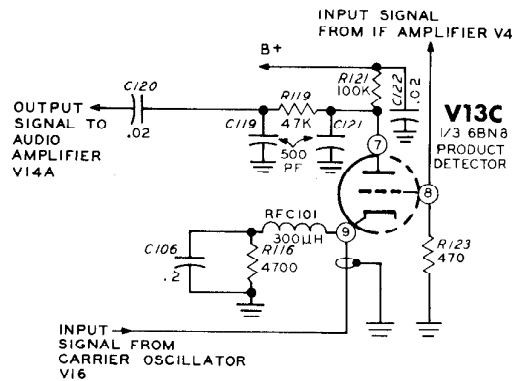 INPUT SIGNAL
FROM IF AMPLIFIER V4
B+
C120
.02
OUTPUT
SIGNAL TO
AUDIO
AMPLIFIER
V14A
R119
47K
C119
C121
500
PF
R121
100K
C122
.02
V13C
1/3 6BN8
PRODUCT
DETECTOR
7
8
9
RFC101
300μH
C106
.2
R116
4700
R123
470
INPUT
SIGNAL FROM
CARRIER OSCILLATOR
V16